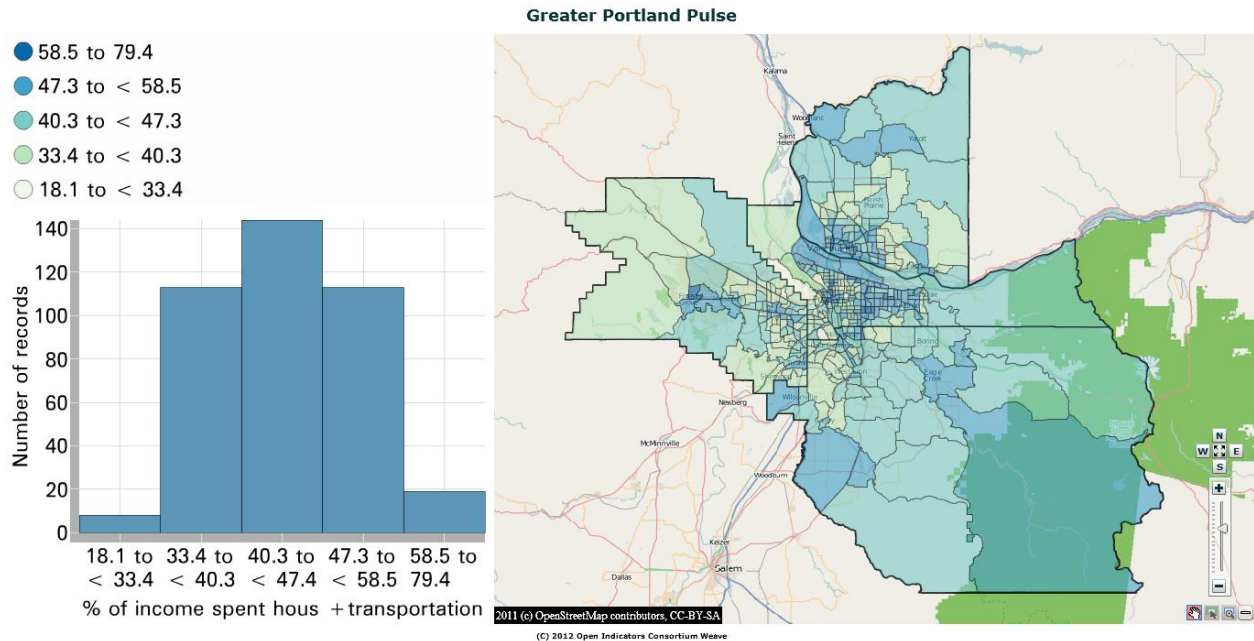 Greater Portland Pulse
58.5 to 79.4
47.3 to < 58.5
40.3 to < 47.3
33.4 to < 40.3
18.1 to < 33.4
140
120
100
80
60
40
20
0
Number of records
18.1 to
< 33.4
33.4 to
< 40.3
40.3 to
< 47.4
47.3 to
< 58.5
58.5 to
79.4
% of income spent hous +transportation
Kalama
Saint
Helens
Yacolt
Boring
Eagle
Creek
Wilsonville
Newberg
McMinnville
Woodburn
Keizer
Salem
Dallas
N
W
E
S
2011 (c) OpenStreetMap contributors, CC-BY-SA
(C) 2012 Open Indicators Consortium Weave